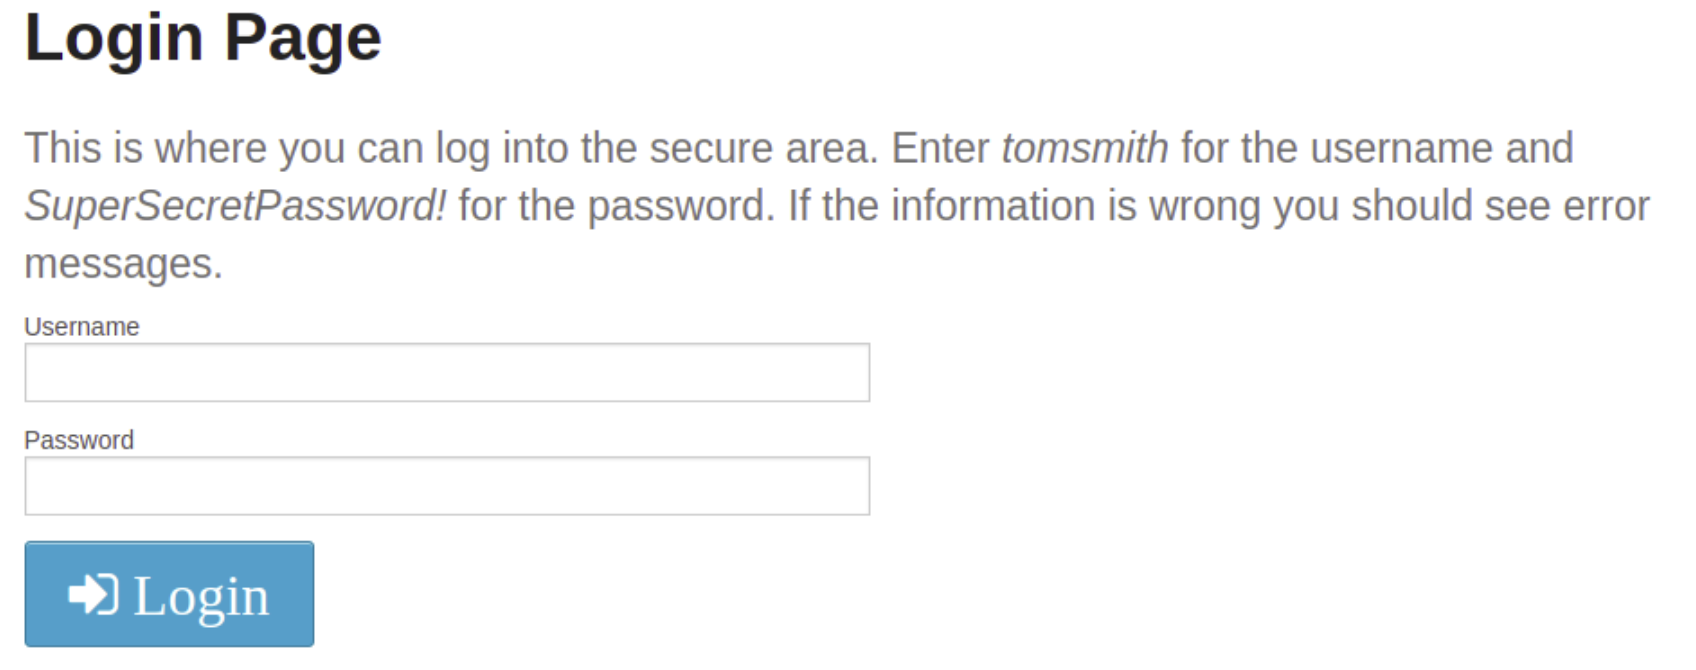 Login Page
This is where you can log into the secure area. Enter tomsmith for the username and
SuperSecretPassword! for the password. If the information is wrong you should see error
messages.
Username
Password
Login